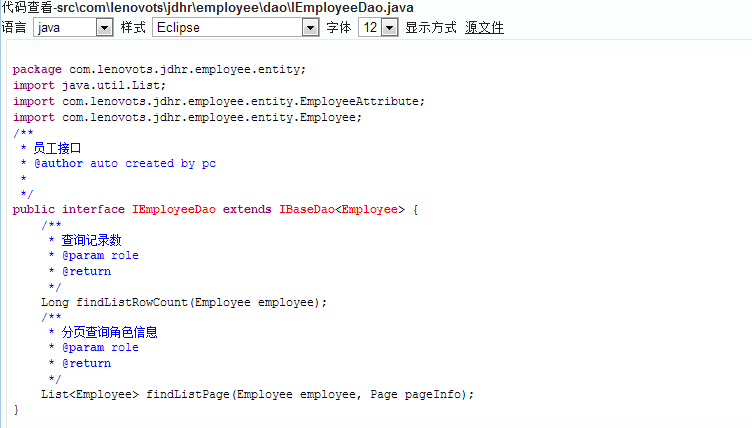 代码查看-src\com\lenovots\jdhr\employee\dao\IEmployeeDao.java
语言 java 样式 Eclipse 字体 12 显示方式 源文件
package com.lenovots.jdhr.employee.entity;
import java.util.List;
import com.lenovots.jdhr.employee.entity.EmployeeAttribute;
import com.lenovots.jdhr.employee.entity.Employee;
/**
 * 员工接口
 * @author auto created by pc
 *
 */
public interface IEmployeeDao extends IBaseDao<Employee> {
    /**
     * 查询记录数
     * @param role
     * @return
     */
    Long findListRowCount(Employee employee);
    /**
     * 分页查询角色信息
     * @param role
     * @return
     */
    List<Employee> findListPage(Employee employee, Page pageInfo);
}